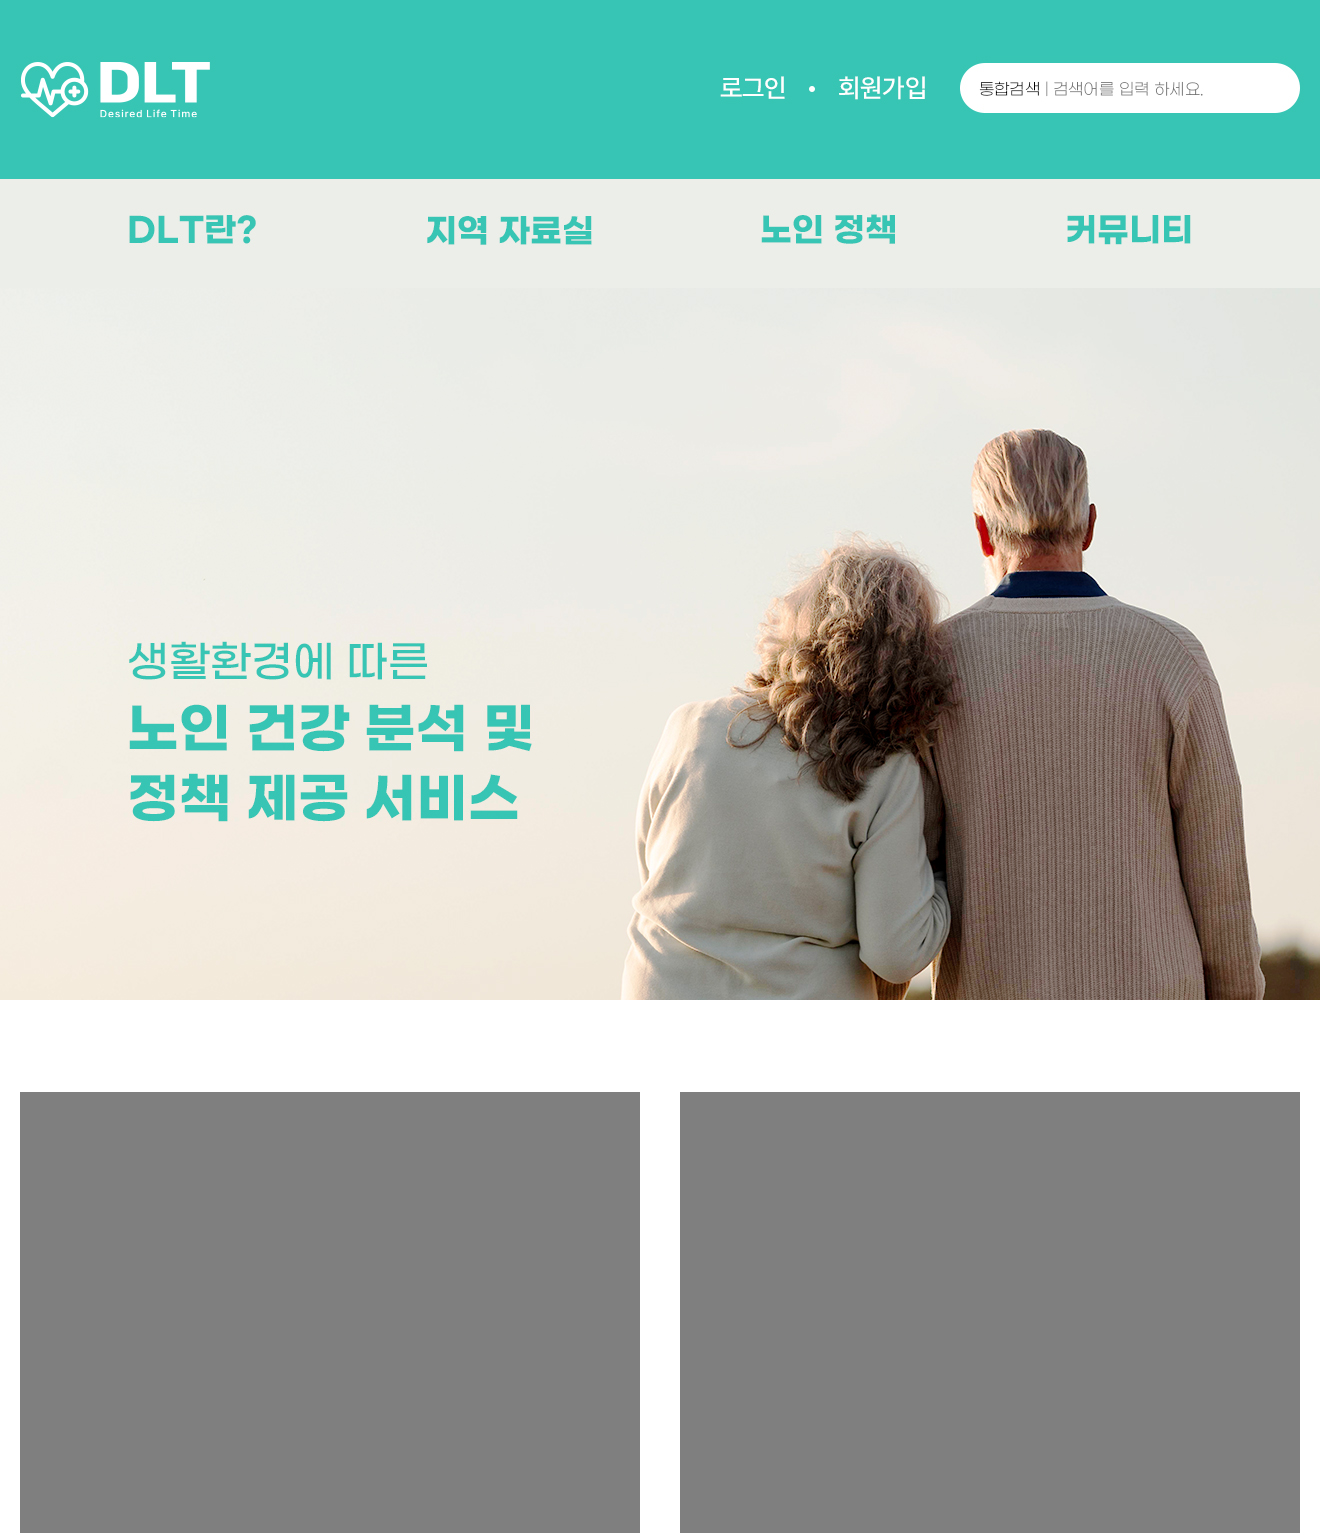 DLT
Desired Life Time
로그인 • 회원가입
통합검색 | 검색어를 입력 하세요.
DLT란?
지역 자료실
노인 정책
커뮤니티
생활환경에 따른
노인 건강 분석 및
정책 제공 서비스